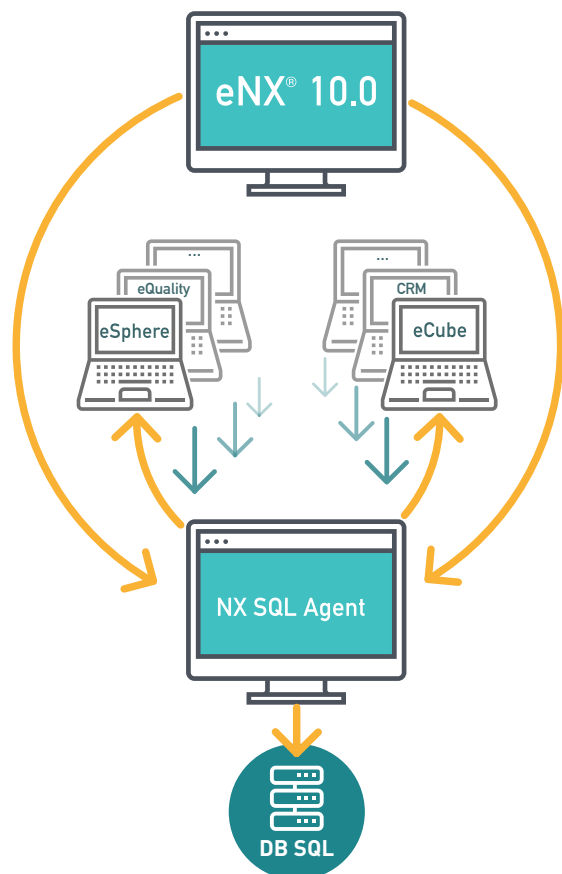 eNX® 10.0
...
eQuality
eSphere
...
CRM
eCube
NX SQL Agent
DB SQL